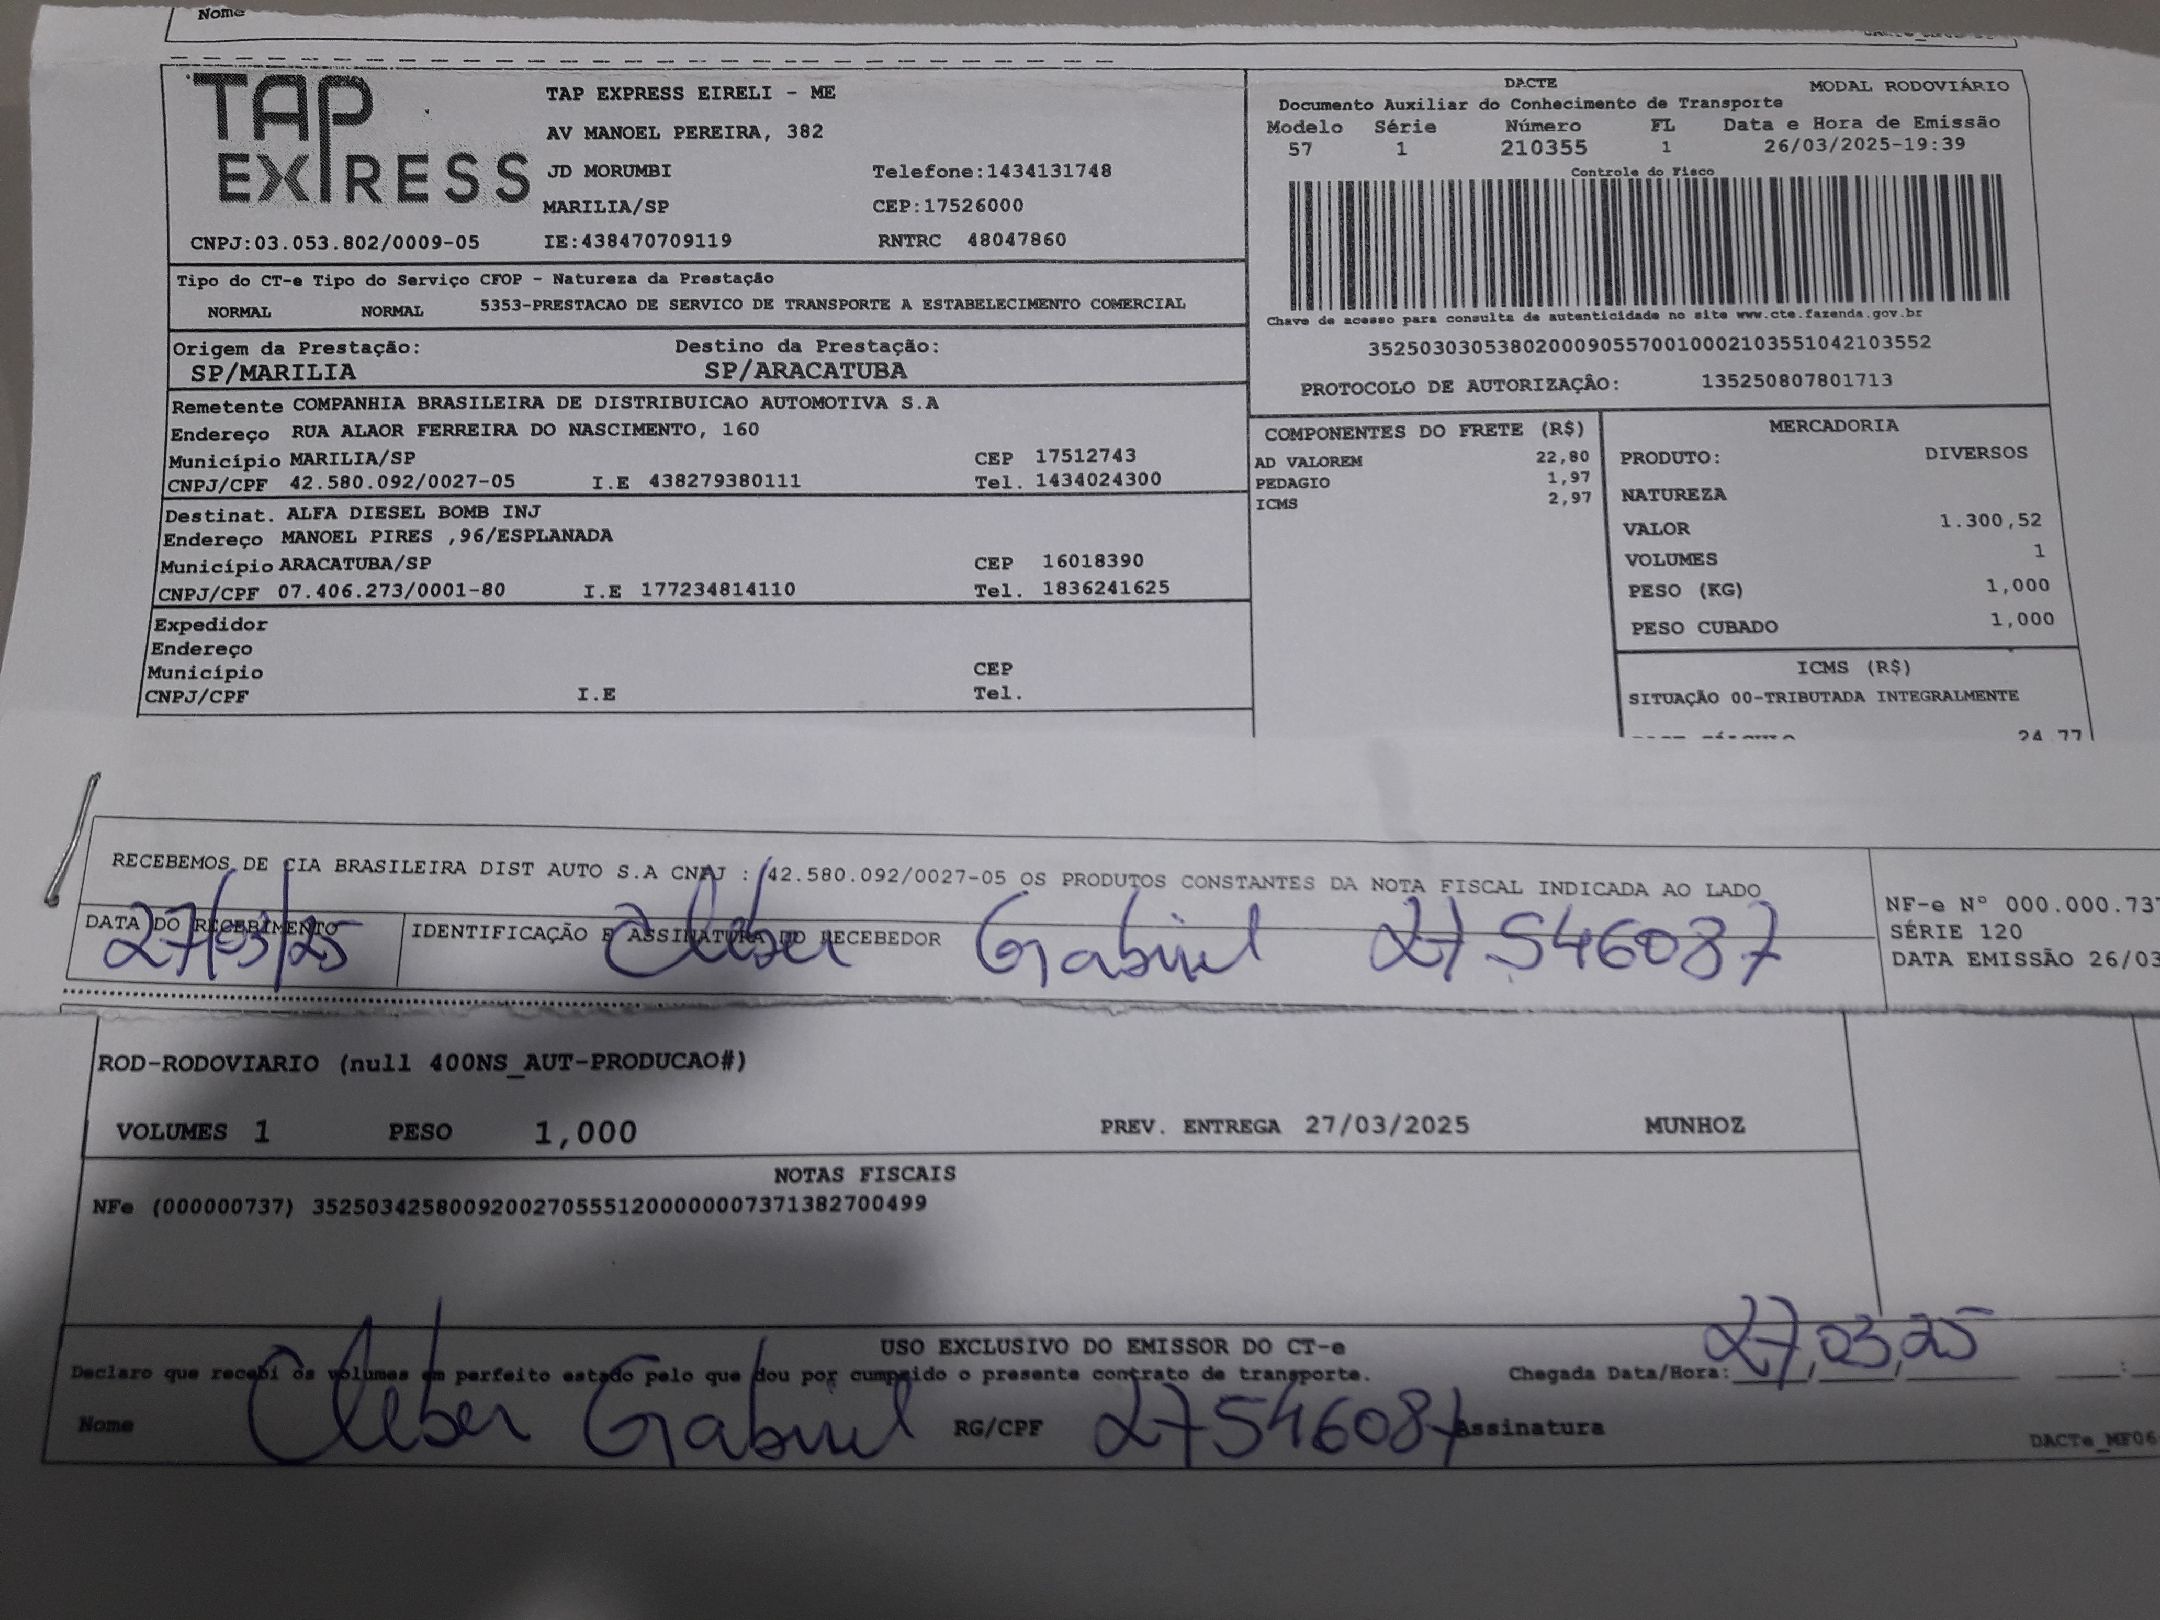 Nome
TAP EXPRESS
TAP EXPRESS EIRELI - ME
AV MANOEL PEREIRA, 382
JD MORUMBI Telefone:1434131748
MARILIA/SP CEP:17526000
CNPJ:03.053.802/0009-05 IE:438470709119 RNTRC 48047860
DACTE MODAL RODOVIÁRIO
Documento Auxiliar do Conhecimento de Transporte
Modelo Série Número FL Data e Hora de Emissão
57 1 210355 1 26/03/2025-19:39
Controle do Fisco
Chave de acesso para consulta de autenticidade no site www.cte.fazenda.gov.br
35250303053802000905570010002103551042103552
PROTOCOLO DE AUTORIZAÇÃO: 135250807801713
Tipo do CT-e Tipo do Serviço CFOP - Natureza da Prestação
NORMAL NORMAL 5353-PRESTACAO DE SERVICO DE TRANSPORTE A ESTABELECIMENTO COMERCIAL
Origem da Prestação: Destino da Prestação:
SP/MARILIA SP/ARACATUBA
Remetente COMPANHIA BRASILEIRA DE DISTRIBUICAO AUTOMOTIVA S.A
Endereço RUA ALAOR FERREIRA DO NASCIMENTO, 160
Município MARILIA/SP CEP 17512743
CNPJ/CPF 42.580.092/0027-05 I.E 438279380111 Tel. 1434024300
Destinat. ALFA DIESEL BOMB INJ
Endereço MANOEL PIRES ,96/ESPLANADA
Município ARACATUBA/SP CEP 16018390
CNPJ/CPF 07.406.273/0001-80 I.E 177234814110 Tel. 1836241625
Expedidor
Endereço
Município CEP
CNPJ/CPF I.E Tel.
COMPONENTES DO FRETE (R$)
AD VALOREM 22,80
PEDAGIO 1,97
ICMS 2,97
MERCADORIA
PRODUTO: DIVERSOS
NATUREZA
VALOR 1.300,52
VOLUMES 1
PESO (KG) 1,000
PESO CUBADO 1,000
ICMS (R$)
SITUAÇÃO 00-TRIBUTADA INTEGRALMENTE
24,77
RECEBEMOS DE CIA BRASILEIRA DIST AUTO S.A CNPJ : 42.580.092/0027-05 OS PRODUTOS CONSTANTES DA NOTA FISCAL INDICADA AO LADO
DATA DO RECEBIMENTO IDENTIFICAÇÃO E ASSINATURA DO RECEBEDOR
27/03/25 Cleber Gabriel 27546087
NF-e Nº 000.000.737
SÉRIE 120
DATA EMISSÃO 26/03
ROD-RODOVIARIO (null 400NS_AUT-PRODUCAO#)
VOLUMES 1 PESO 1,000 PREV. ENTREGA 27/03/2025 MUNHOZ
NOTAS FISCAIS
NFe (000000737) 35250342580092002705551200000007371382700499
USO EXCLUSIVO DO EMISSOR DO CT-e
Declaro que recebi os volumes em perfeito estado pelo que dou por cumprido o presente contrato de transporte. Chegada Data/Hora: 27/03/25
Nome Cleber Gabriel RG/CPF 27546087 Assinatura
DACTe_MF06